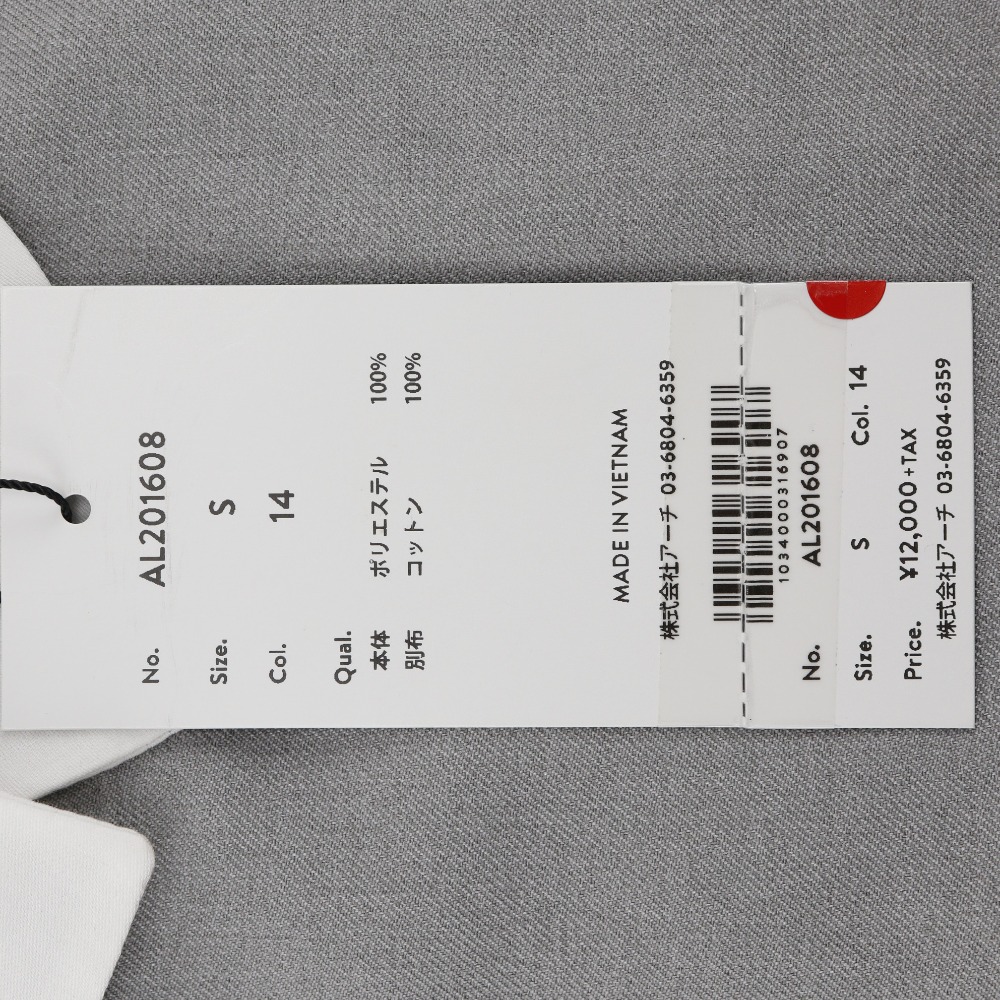 No. AL201608
Size. S
Col. 14
Qual.
本体 ポリエステル 100%
別布 コットン 100%
MADE IN VIETNAM
株式会社アーチ 03-6804-6359
1034000316907
No. AL201608
Size. S Col. 14
Price. ¥12,000+TAX
株式会社アーチ 03-6804-6359